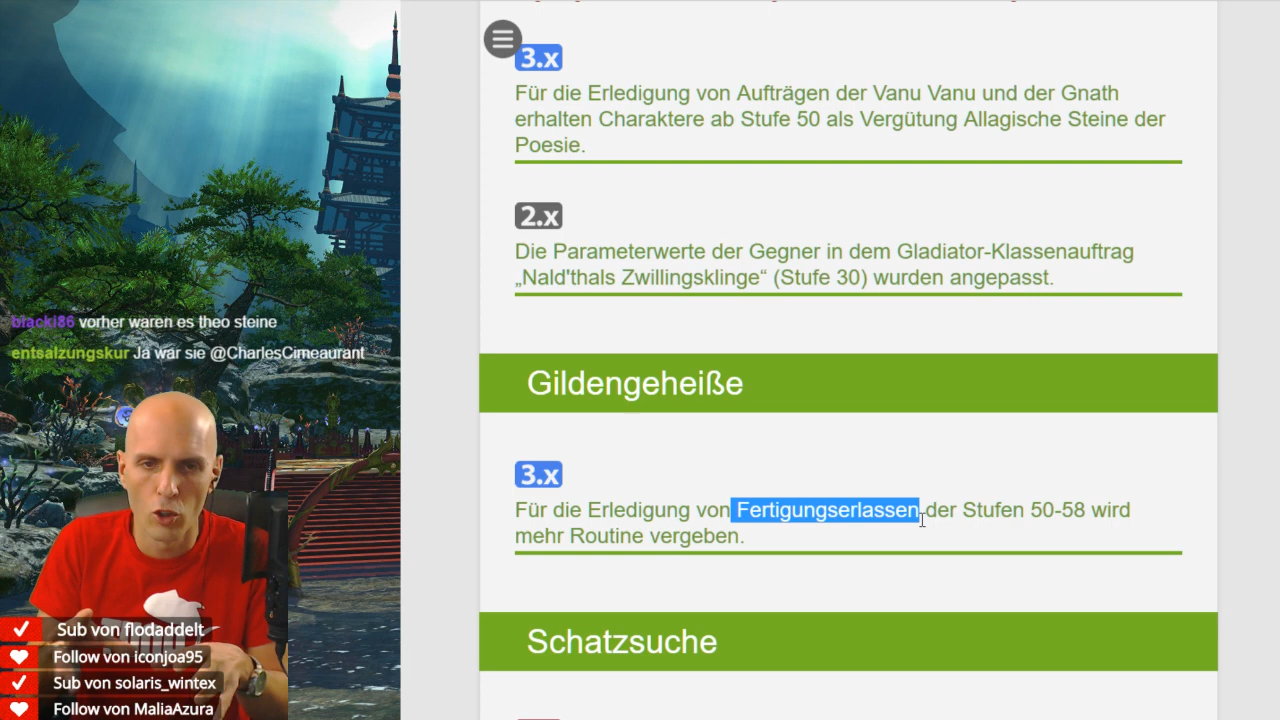 3.x
Für die Erledigung von Aufträgen der Vanu Vanu und der Gnath
erhalten Charaktere ab Stufe 50 als Vergütung Allagische Steine der
Poesie.
2.x
Die Parameterwerte der Gegner in dem Gladiator-Klassenauftrag
„Nald'thals Zwillingsklinge“ (Stufe 30) wurden angepasst.
Gildengeheiße
3.x
Für die Erledigung von Fertigungserlassen der Stufen 50-58 wird
mehr Routine vergeben.
Schatzsuche
blacki86 vorher waren es theo steine
entsalzungskur Ja war sie @CharlesCimeaurant
Sub von flodaddelt
Follow von iconjoa95
Sub von solaris_wintex
Follow von MaliaAzura